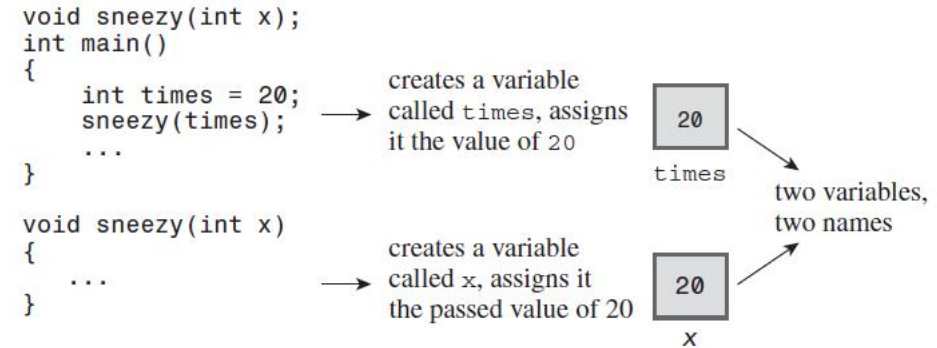 void sneezy(int x);
int main()
{
int times = 20;
sneezy(times);
...
}
creates a variable
called times, assigns
it the value of 20
20
times
two variables,
two names
void sneezy(int x)
{
...
}
creates a variable
called x, assigns it
the passed value of 20
20
x